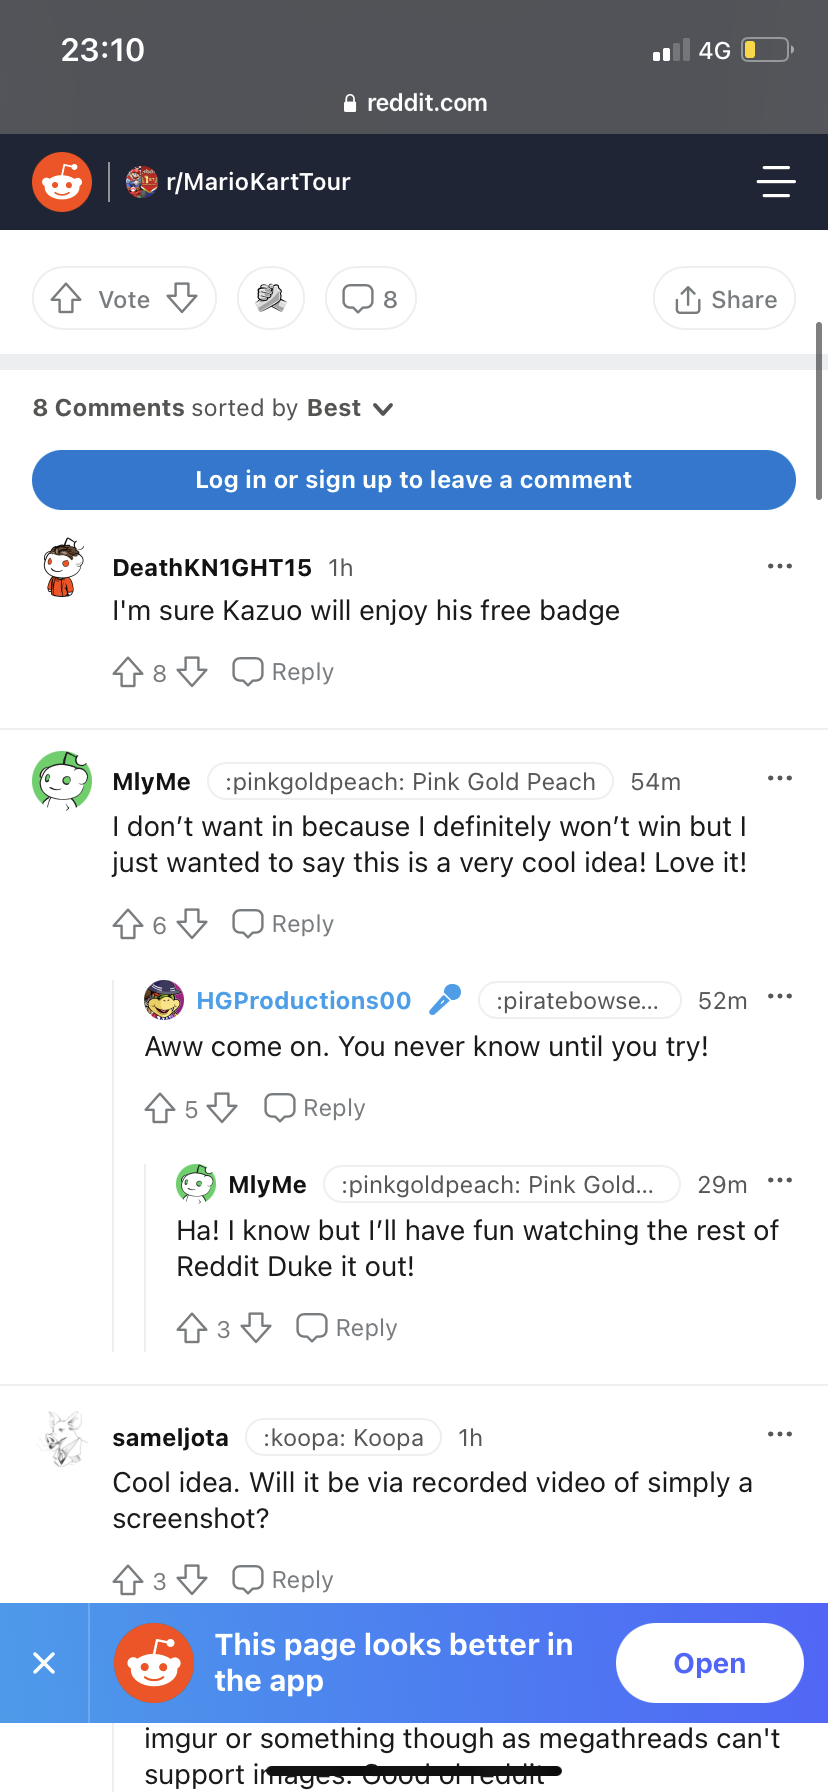 23:10
4G
reddit.com
r/MarioKartTour
Vote
8
Share
8 Comments sorted by Best
Log in or sign up to leave a comment
DeathKN1GHT15 1h
I'm sure Kazuo will enjoy his free badge
8 Reply
MlyMe :pinkgoldpeach: Pink Gold Peach 54m
I don’t want in because I definitely won’t win but I
just wanted to say this is a very cool idea! Love it!
6 Reply
HGProductions00 :piratebowse... 52m
Aww come on. You never know until you try!
5 Reply
MlyMe :pinkgoldpeach: Pink Gold... 29m
Ha! I know but I’ll have fun watching the rest of
Reddit Duke it out!
3 Reply
sameljota :koopa: Koopa 1h
Cool idea. Will it be via recorded video of simply a
screenshot?
3 Reply
This page looks better in
the app
Open
imgur or something though as megathreads can't
support images. Good ol reddit